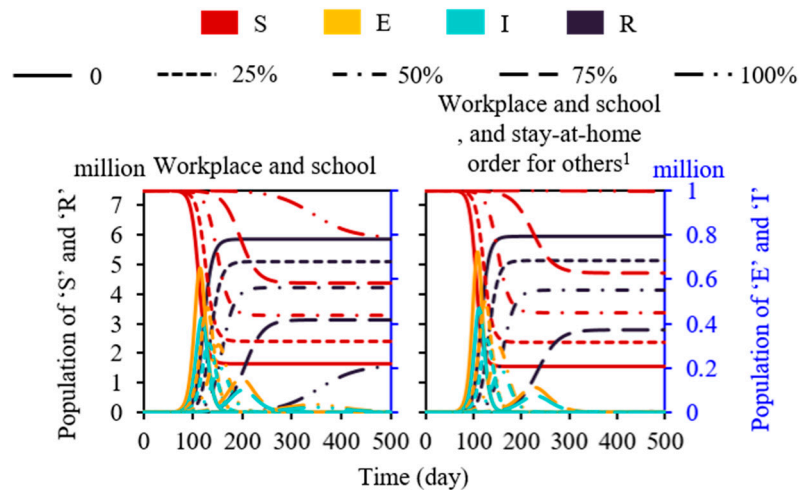 S E I R
0 25% 50% 75% 100%
Workplace and school
, and stay-at-home
order for others¹
million Workplace and school million
Population of 'S' and 'R'
7
6
5
4
3
2
1
0
0 100 200 300 400 500
0 100 200 300 400 500
1
0.8
0.6
0.4
0.2
0
Population of 'E' and 'I'
Time (day)